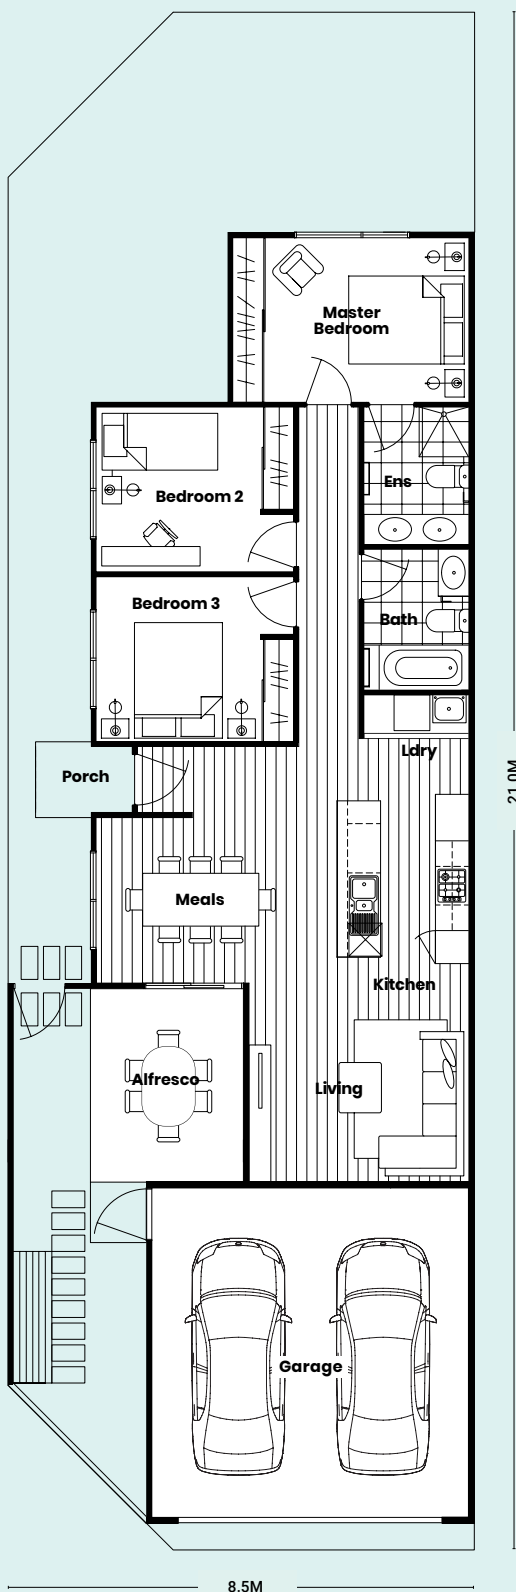 Master
Bedroom
Ens
Bedroom 2
Bedroom 3
Bath
Ldry
Porch
21.0M
Meals
Kitchen
Alfresco
Living
Garage
8.5M